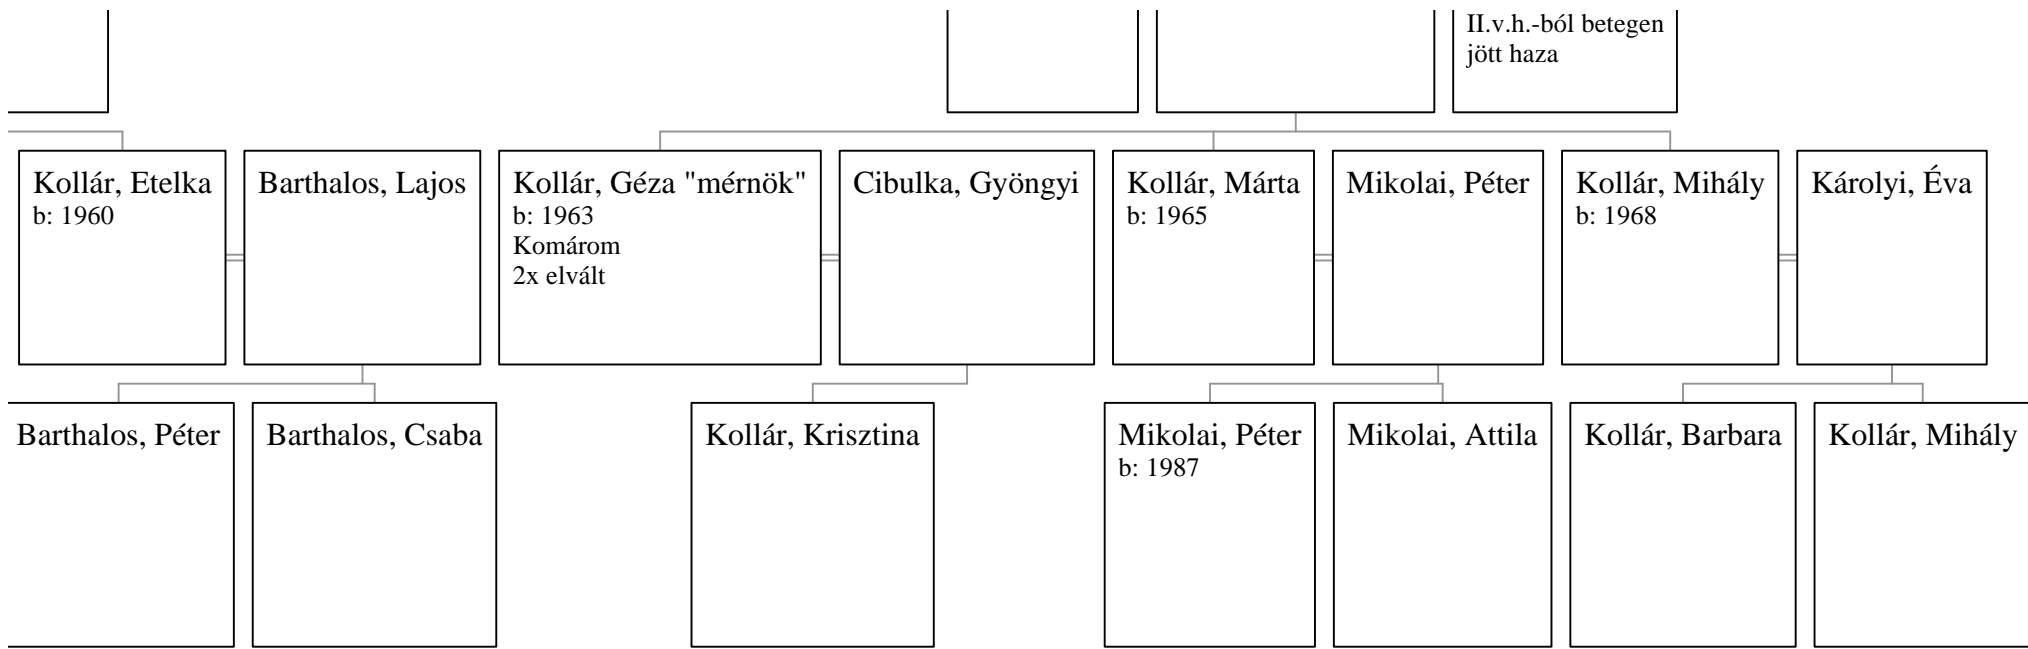 II.v.h.-ból betegen
jött haza
Kollár, Etelka
b: 1960
Barthalos, Lajos
Kollár, Géza "mérnök"
b: 1963
Komárom
2x elvált
Cibulka, Gyöngyi
Kollár, Márta
b: 1965
Mikolai, Péter
Kollár, Mihály
b: 1968
Károlyi, Éva
Barthalos, Péter
Barthalos, Csaba
Kollár, Krisztina
Mikolai, Péter
b: 1987
Mikolai, Attila
Kollár, Barbara
Kollár, Mihály